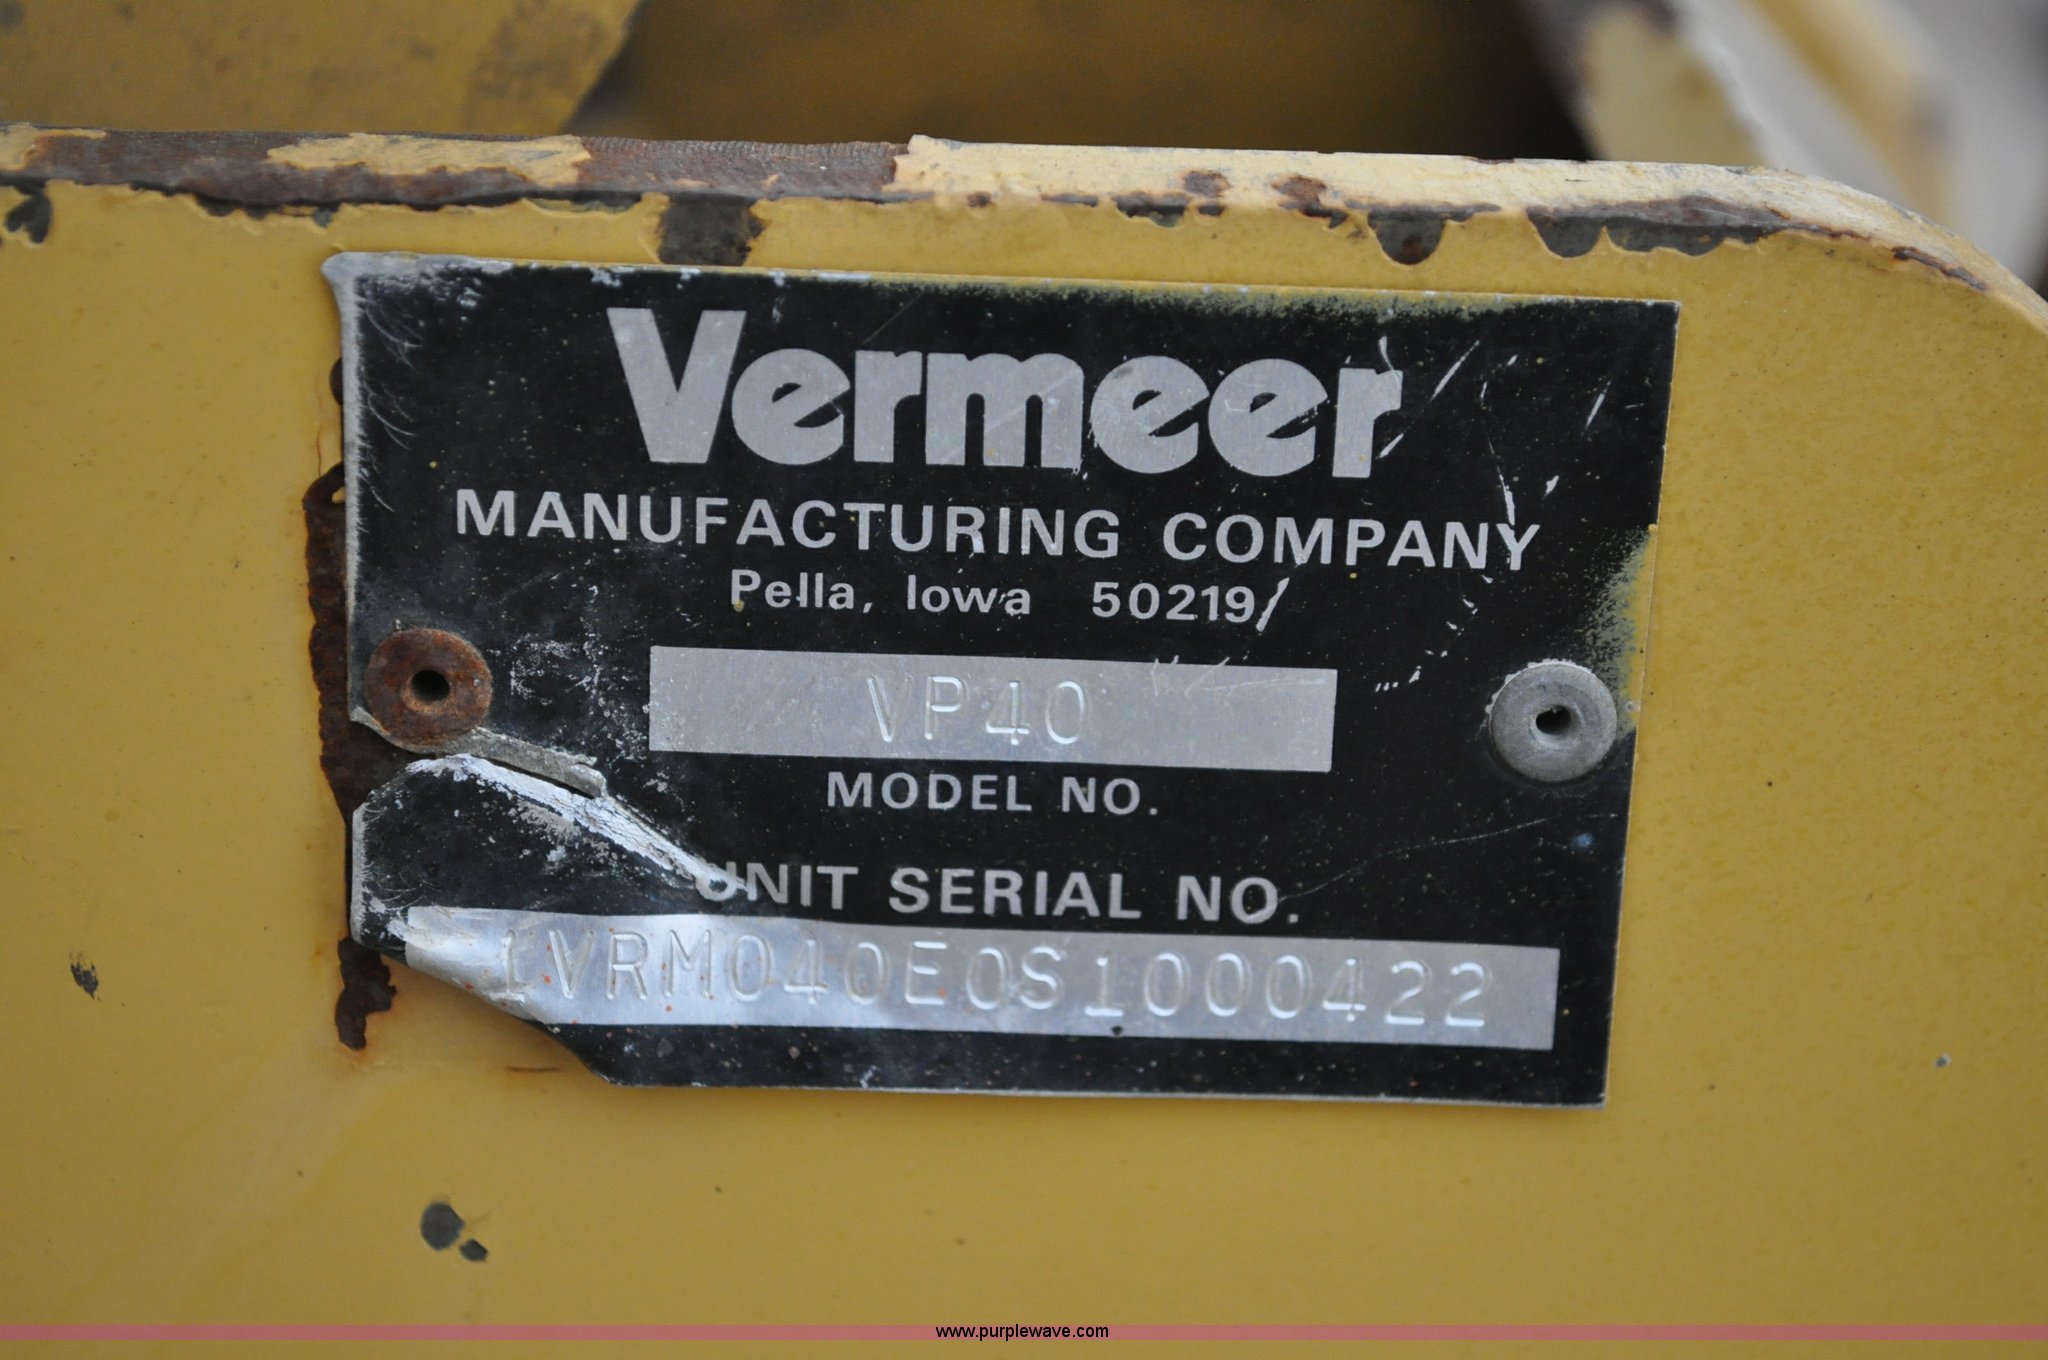 Vermeer
MANUFACTURING COMPANY
Pella, Iowa 50219
VP40
MODEL NO.
UNIT SERIAL NO.
1VRM040E0S1000422
www.purplewave.com